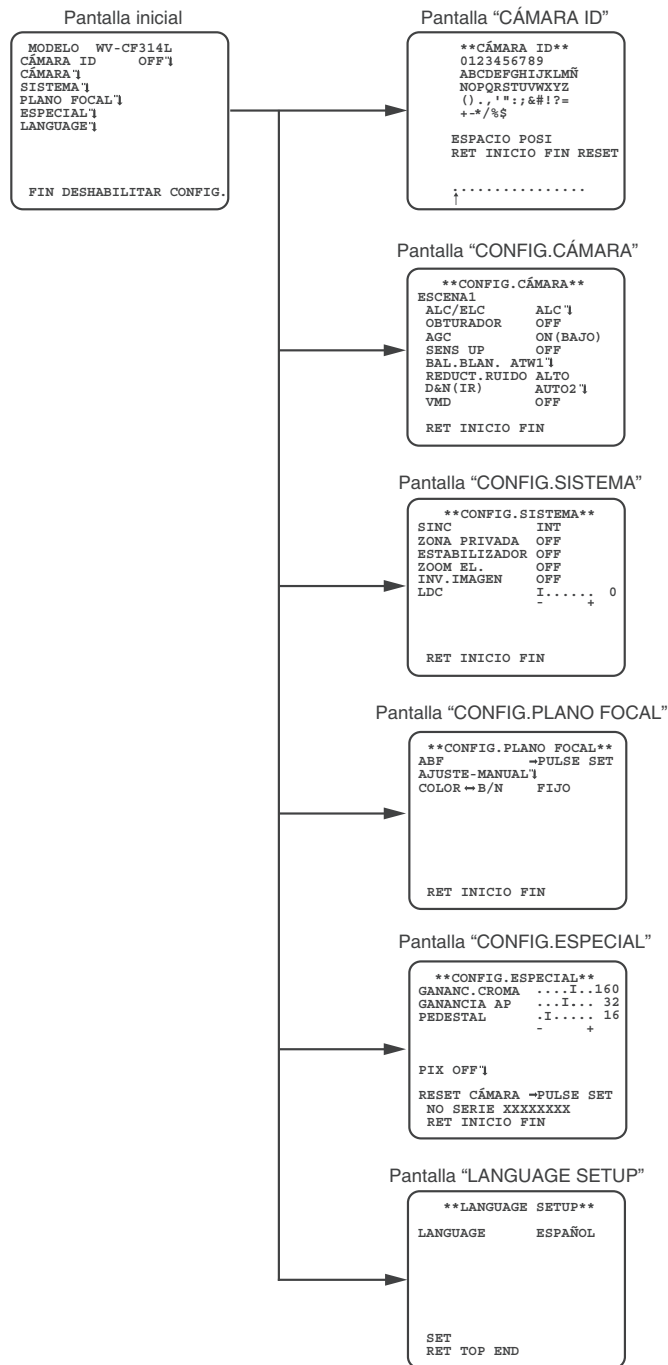 Pantalla inicial
MODELO WV-CF314L
CÁMARA ID OFF
CÁMARA
SISTEMA
PLANO FOCAL
ESPECIAL
LANGUAGE
FIN DESHABILITAR CONFIG.
Pantalla “CÁMARA ID”
**CÁMARA ID**
0123456789
ABCDEFGHIJKLMÑ
NOPQRSTUVWXYZ
().,'":;&#!?=
+-*/%$
ESPACIO POSI
RET INICIO FIN RESET
................
↑
Pantalla “CONFIG.CÁMARA”
**CONFIG.CÁMARA**
ESCENA1
ALC/ELC ALC
OBTURADOR OFF
AGC ON(BAJO)
SENS UP OFF
BAL.BLAN. ATW1
REDUCT.RUIDO ALTO
D&N(IR) AUTO2
VMD OFF
RET INICIO FIN
Pantalla “CONFIG.SISTEMA”
**CONFIG.SISTEMA**
SINC INT
ZONA PRIVADA OFF
ESTABILIZADOR OFF
ZOOM EL. OFF
INV.IMAGEN OFF
LDC I...... 0
- +
RET INICIO FIN
Pantalla “CONFIG.PLANO FOCAL”
**CONFIG.PLANO FOCAL**
ABF →PULSE SET
AJUSTE-MANUAL
COLOR↔B/N FIJO
RET INICIO FIN
Pantalla “CONFIG.ESPECIAL”
**CONFIG.ESPECIAL**
GANANC.CROMA ....I..160
GANANCIA AP ...I... 32
PEDESTAL .I..... 16
- +
PIX OFF
RESET CÁMARA →PULSE SET
NO SERIE XXXXXXXX
RET INICIO FIN
Pantalla “LANGUAGE SETUP”
**LANGUAGE SETUP**
LANGUAGE ESPAÑOL
SET
RET TOP END